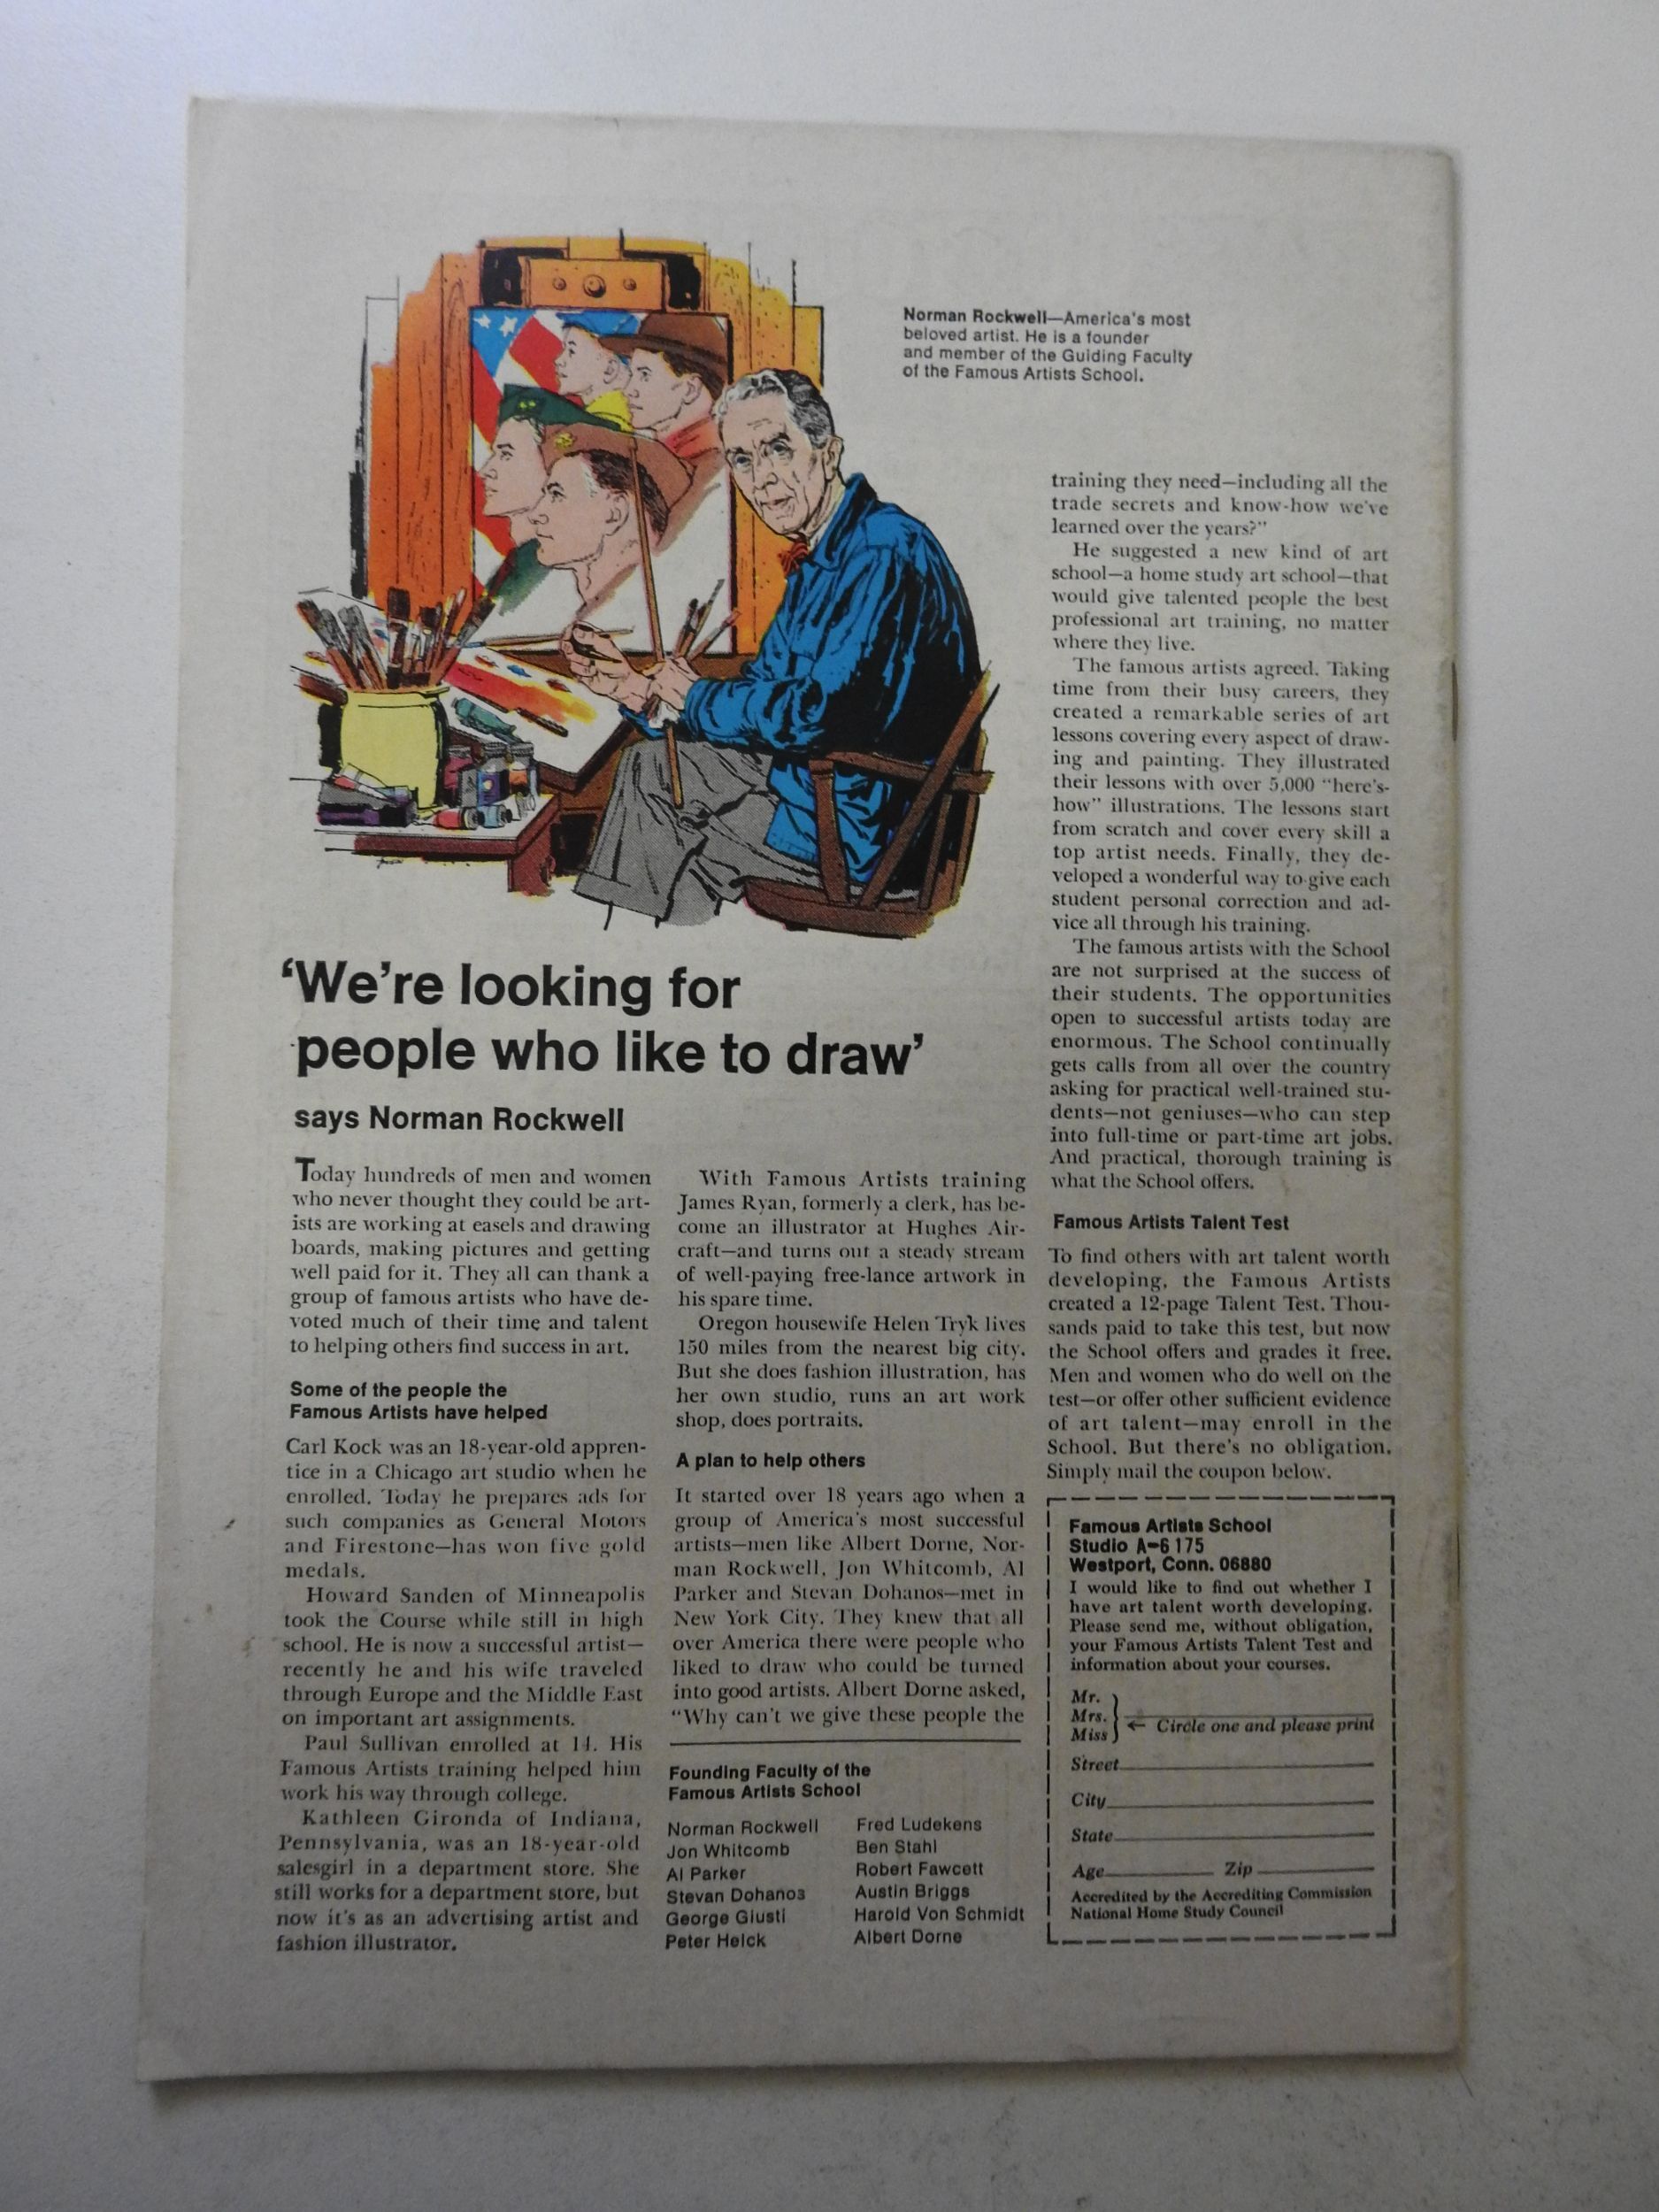 Norman Rockwell—America's most
beloved artist. He is a founder
and member of the Guiding Faculty
of the Famous Artists School.
'We're looking for
people who like to draw'
says Norman Rockwell
Today hundreds of men and women
who never thought they could be art-
ists are working at easels and drawing
boards, making pictures and getting
well paid for it. They all can thank a
group of famous artists who have de-
voted much of their time and talent
to helping others find success in art.
Some of the people the
Famous Artists have helped
Carl Kock was an 18-year-old appren-
tice in a Chicago art studio when he
enrolled. Today he prepares ads for
such companies as General Motors
and Firestone—has won five gold
medals.
Howard Sanden of Minneapolis
took the Course while still in high
school. He is now a successful artist—
recently he and his wife traveled
through Europe and the Middle East
on important art assignments.
Paul Sullivan enrolled at 14. His
Famous Artists training helped him
work his way through college.
Kathleen Gironda of Indiana,
Pennsylvania, was an 18-year-old
salesgirl in a department store. She
still works for a department store, but
now it's as an advertising artist and
fashion illustrator.
With Famous Artists training
James Ryan, formerly a clerk, has be-
come an illustrator at Hughes Air-
craft—and turns out a steady stream
of well-paying free-lance artwork in
his spare time.
Oregon housewife Helen Tryk lives
150 miles from the nearest big city.
But she does fashion illustration, has
her own studio, runs an art work
shop, does portraits.
A plan to help others
It started over 18 years ago when a
group of America's most successful
artists—men like Albert Dorne, Nor-
man Rockwell, Jon Whitcomb, Al
Parker and Stevan Dohanos—met in
New York City. They knew that all
over America there were people who
liked to draw who could be turned
into good artists. Albert Dorne asked,
"Why can't we give these people the
training they need—including all the
trade secrets and know-how we've
learned over the years?"
He suggested a new kind of art
school—a home study art school—that
would give talented people the best
professional art training, no matter
where they live.
The famous artists agreed. Taking
time from their busy careers, they
created a remarkable series of art
lessons covering every aspect of draw-
ing and painting. They illustrated
their lessons with over 5,000 "here's-
how" illustrations. The lessons start
from scratch and cover every skill a
top artist needs. Finally, they de-
veloped a wonderful way to give each
student personal correction and ad-
vice all through his training.
The famous artists with the School
are not surprised at the success of
their students. The opportunities
open to successful artists today are
enormous. The School continually
gets calls from all over the country
asking for practical well-trained stu-
dents—not geniuses—who can step
into full-time or part-time art jobs.
And practical, thorough training is
what the School offers.
Famous Artists Talent Test
To find others with art talent worth
developing, the Famous Artists
created a 12-page Talent Test. Thou-
sands paid to take this test, but now
the School offers and grades it free.
Men and women who do well on the
test—or offer other sufficient evidence
of art talent—may enroll in the
School. But there's no obligation.
Simply mail the coupon below.
Founding Faculty of the
Famous Artists School
Norman Rockwell
Jon Whitcomb
Al Parker
Stevan Dohanos
George Giusti
Peter Helck
Fred Ludekens
Ben Stahl
Robert Fawcett
Austin Briggs
Harold Von Schmidt
Albert Dorne
Famous Artists School
Studio A-6175
Westport, Conn. 06880
I would like to find out whether I
have art talent worth developing.
Please send me, without obligation,
your Famous Artists Talent Test and
information about your courses.
Mr.
Mrs.
Miss
← Circle one and please print
Street
City
State
Age Zip
Accredited by the Accrediting Commission
National Home Study Council